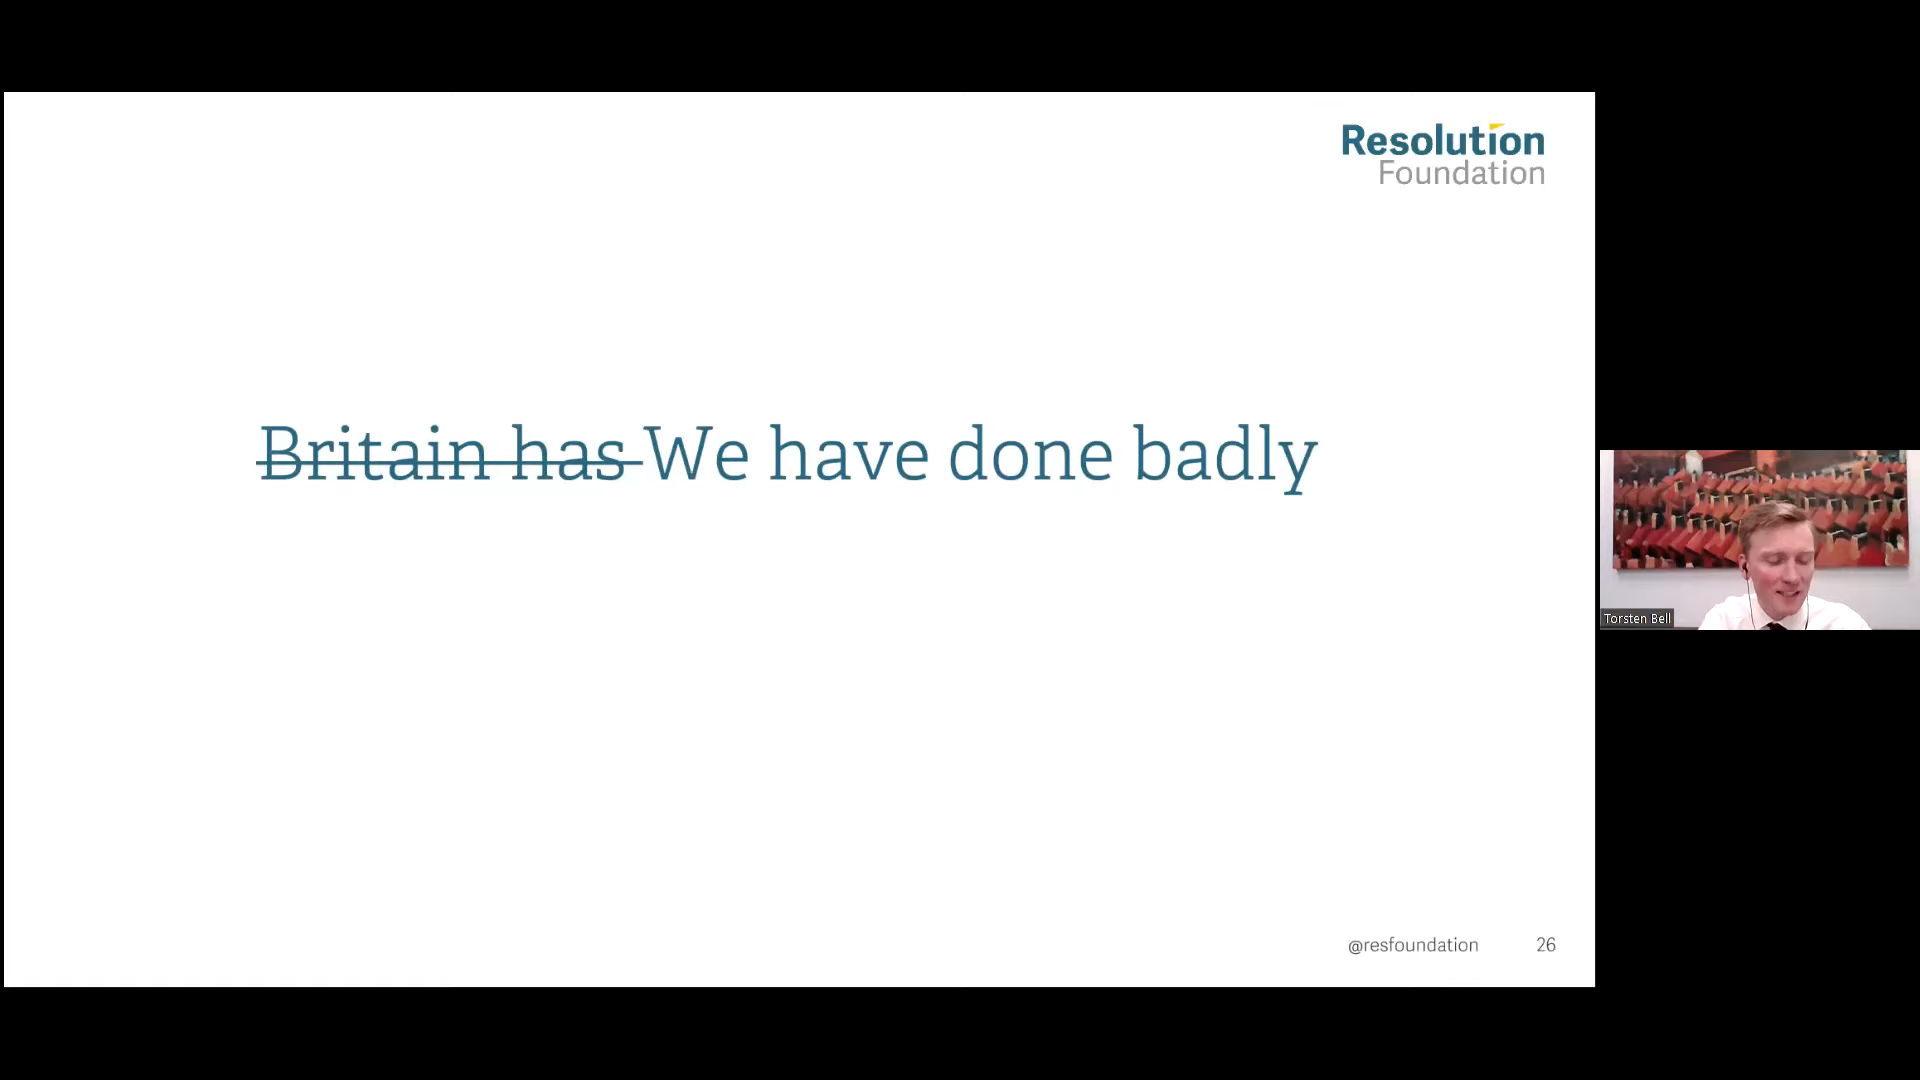 Resolution
Foundation
Britain has We have done badly
Torsten Bell
@resfoundation 26